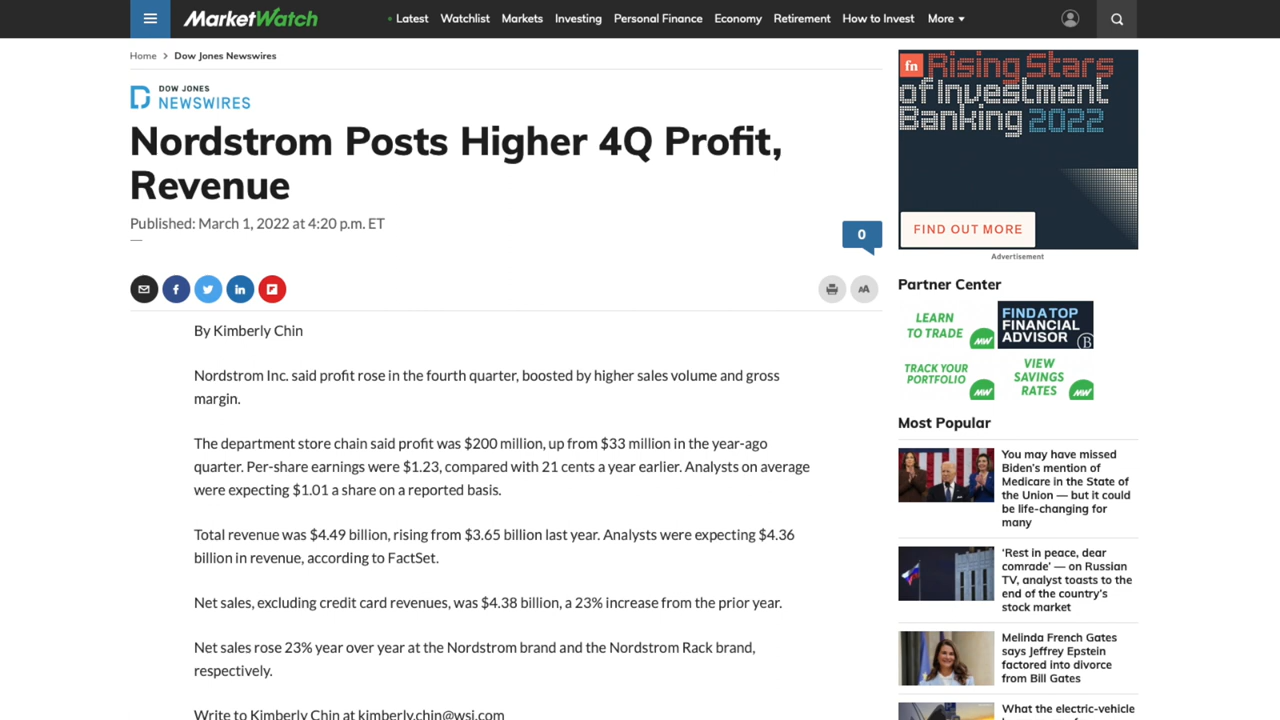 MarketWatch
Latest
Watchlist
Markets
Investing
Personal Finance
Economy
Retirement
How to Invest
More
Home > Dow Jones Newswires
DOW JONES
NEWSWIRES
Nordstrom Posts Higher 4Q Profit,
Revenue
Published: March 1, 2022 at 4:20 p.m. ET
0
AA
By Kimberly Chin
Nordstrom Inc. said profit rose in the fourth quarter, boosted by higher sales volume and gross
margin.
The department store chain said profit was $200 million, up from $33 million in the year-ago
quarter. Per-share earnings were $1.23, compared with 21 cents a year earlier. Analysts on average
were expecting $1.01 a share on a reported basis.
Total revenue was $4.49 billion, rising from $3.65 billion last year. Analysts were expecting $4.36
billion in revenue, according to FactSet.
Net sales, excluding credit card revenues, was $4.38 billion, a 23% increase from the prior year.
Net sales rose 23% year over year at the Nordstrom brand and the Nordstrom Rack brand,
respectively.
Write to Kimberly Chin at kimberly.chin@wsj.com
fn
Rising Stars
of Investment
Banking 2022
FIND OUT MORE
Advertisement
Partner Center
LEARN
TO TRADE
MW
FIND A TOP
FINANCIAL
ADVISOR
B
TRACK YOUR
PORTFOLIO
MW
VIEW
SAVINGS
RATES
MW
Most Popular
You may have missed
Biden's mention of
Medicare in the State of
the Union — but it could
be life-changing for
many
‘Rest in peace, dear
comrade’ — on Russian
TV, analyst toasts to the
end of the country’s
stock market
Melinda French Gates
says Jeffrey Epstein
factored into divorce
from Bill Gates
What the electric-vehicle